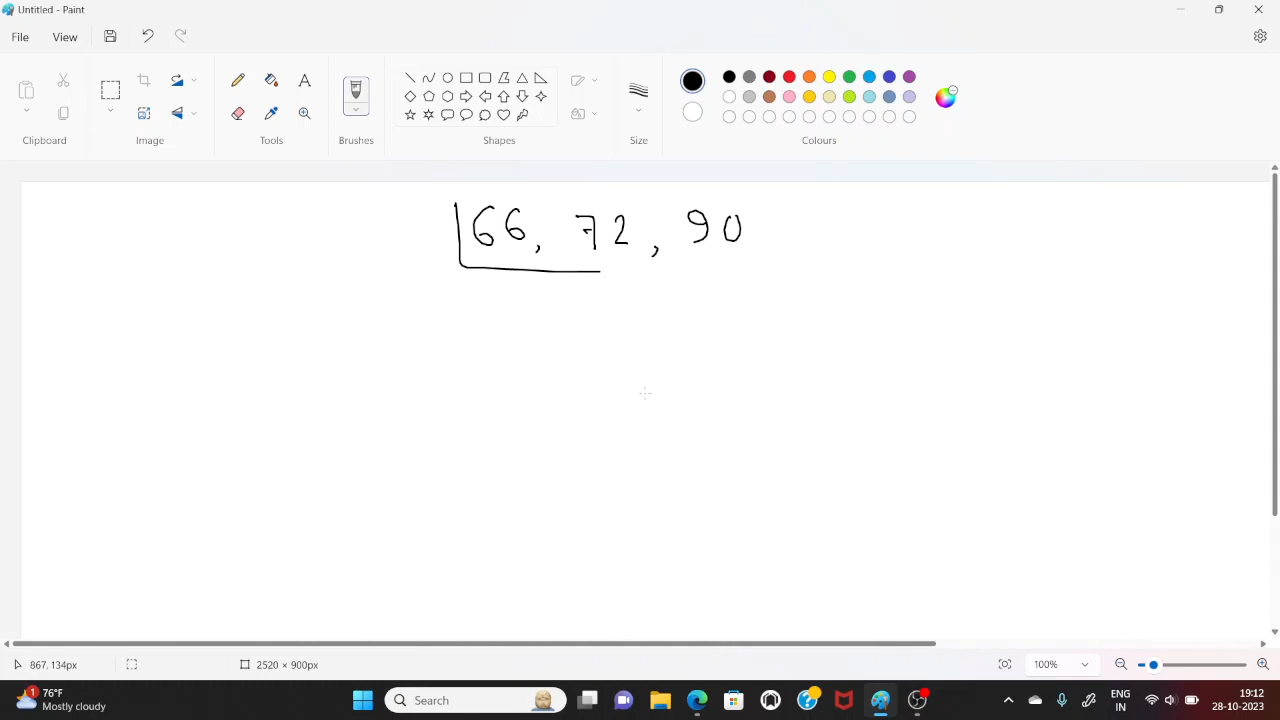 Untitled - Paint
File View
Clipboard Image Tools Brushes Shapes Size Colours
66, 72, 90
867, 134px 2520 × 900px 100%
1 76°F
Mostly cloudy
Search
ENG
IN
19:12
28-10-2023